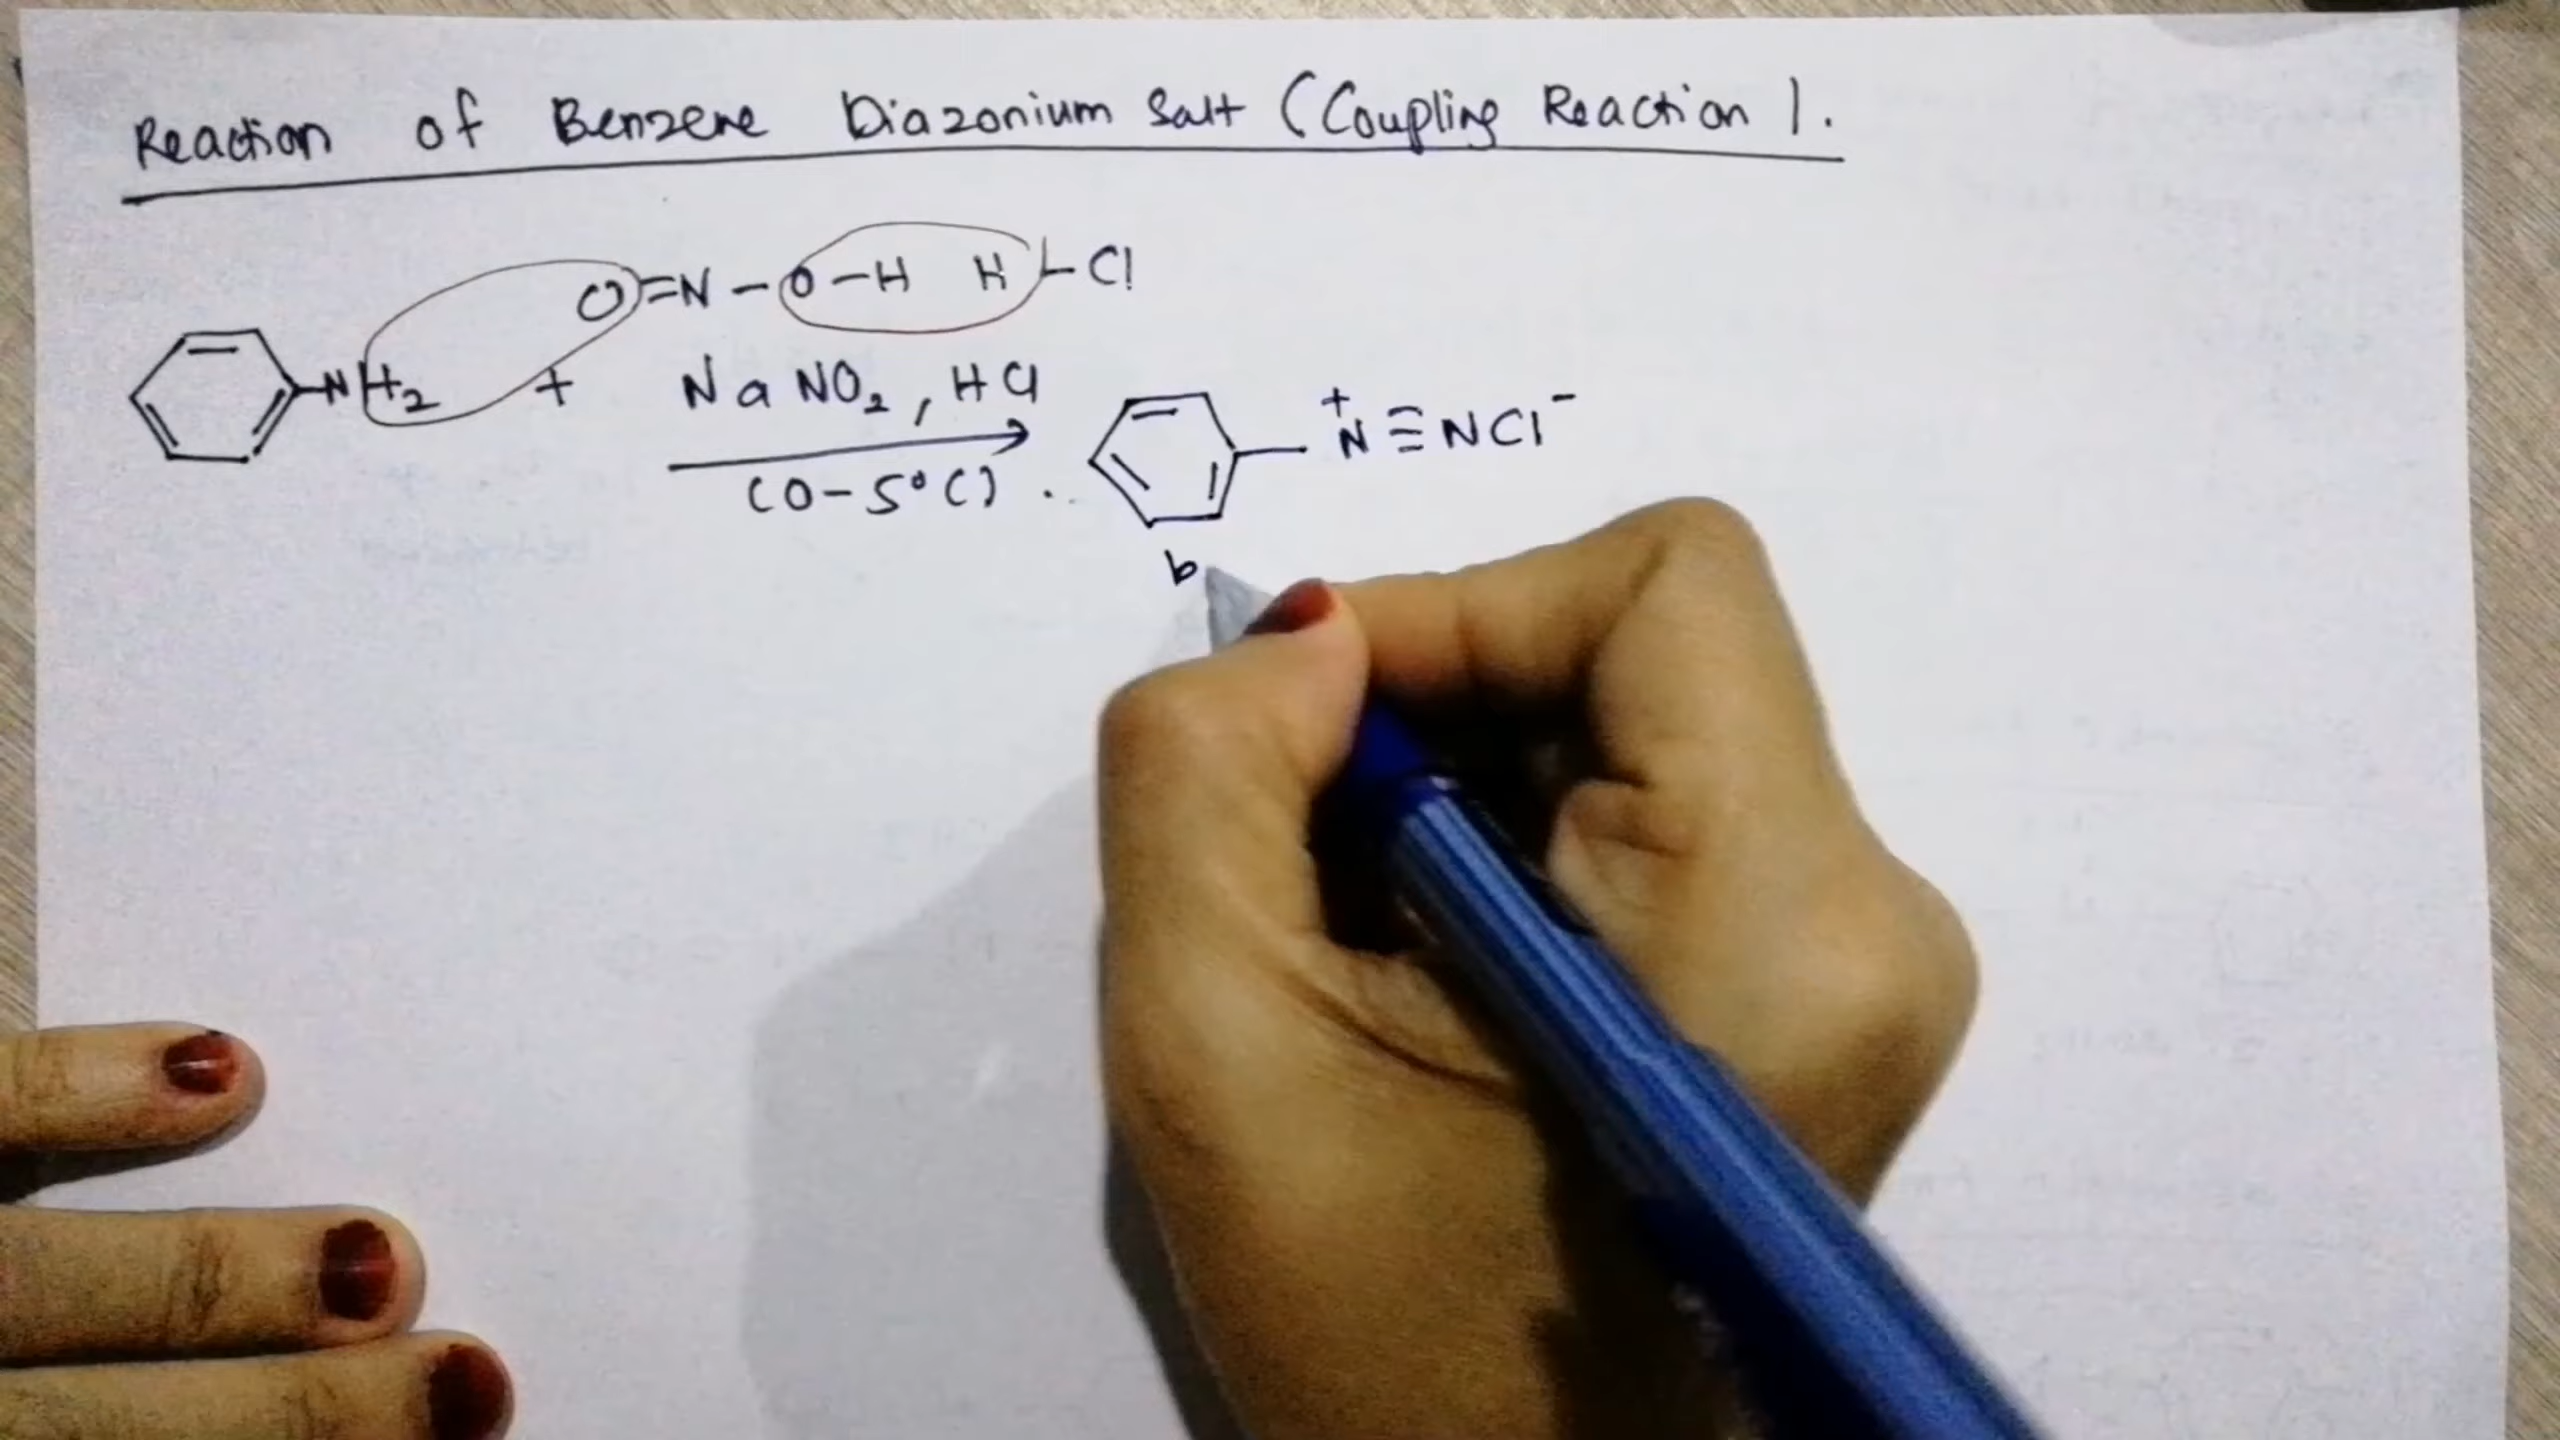 Reaction of Benzene Diazonium Salt (Coupling Reaction).
O=N-O-H H-Cl
NH₂ + NaNO₂, HCl N⁺≡NCl⁻
(0-5°C).
b